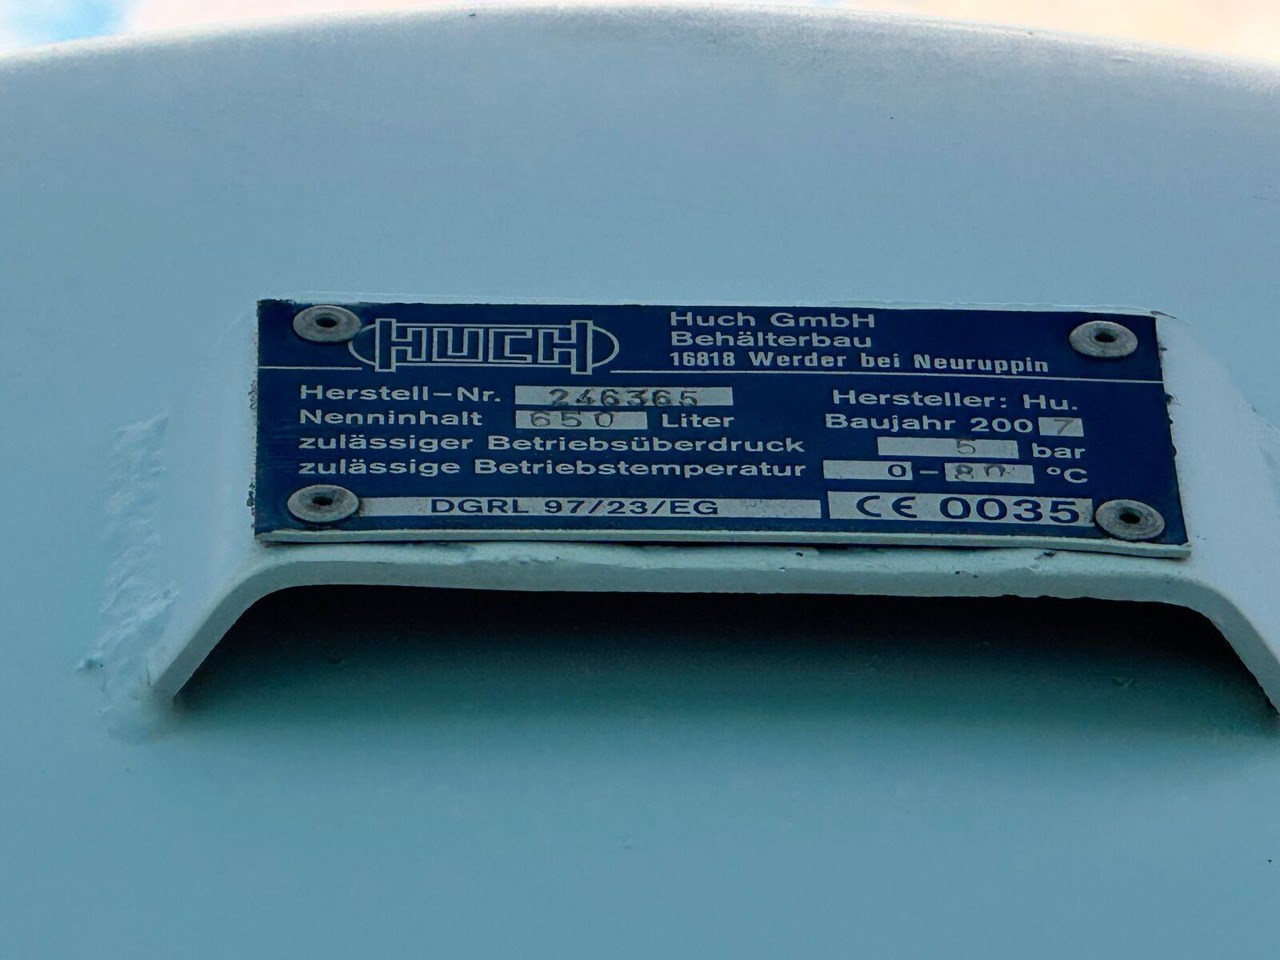 HUCH
Huch GmbH
Behälterbau
16818 Werder bei Neuruppin
Herstell-Nr. 246365 Hersteller: Hu.
Nenninhalt 650 Liter Baujahr 2007
zulässiger Betriebsüberdruck 5 bar
zulässige Betriebstemperatur 0-80 °C
DGRL 97/23/EG CE 0035